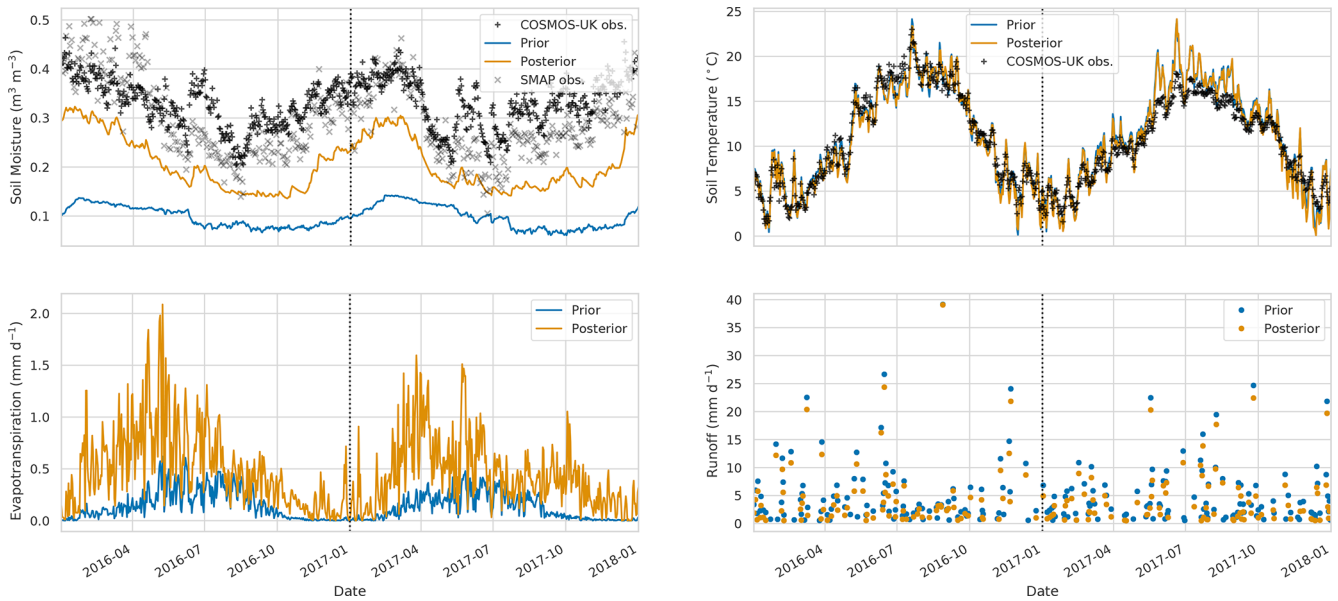 0.5
0.4
0.3
0.2
0.1
Soil Moisture (m³ m⁻³)
COSMOS-UK obs.
Prior
Posterior
SMAP obs.
25
20
15
10
5
0
Soil Temperature (°C)
Prior
Posterior
COSMOS-UK obs.
2.0
1.5
1.0
0.5
0.0
Evapotranspiration (mm d⁻¹)
Prior
Posterior
2016-04
2016-07
2016-10
2017-01
2017-04
2017-07
2017-10
2018-01
Date
40
35
30
25
20
15
10
5
0
Runoff (mm d⁻¹)
Prior
Posterior
2016-04
2016-07
2016-10
2017-01
2017-04
2017-07
2017-10
2018-01
Date